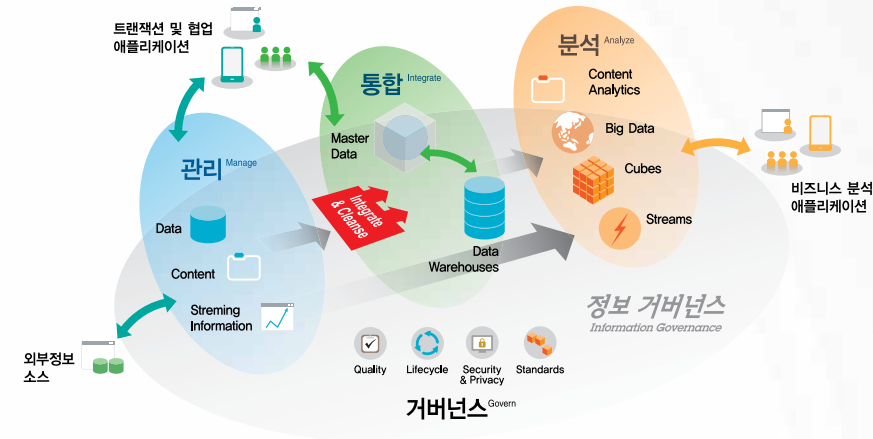 트랜잭션 및 협업
애플리케이션
분석 Analyze
Content
Analytics
Big Data
Cubes
Streams
통합 Integrate
Master
Data
Integrate
& Cleanse
Data
Warehouses
관리 Manage
Data
Content
Streming
Information
비즈니스 분석
애플리케이션
정보 거버넌스
Information Governance
외부정보
소스
Quality
Lifecycle
Security
& Privacy
Standards
거버넌스 Govern